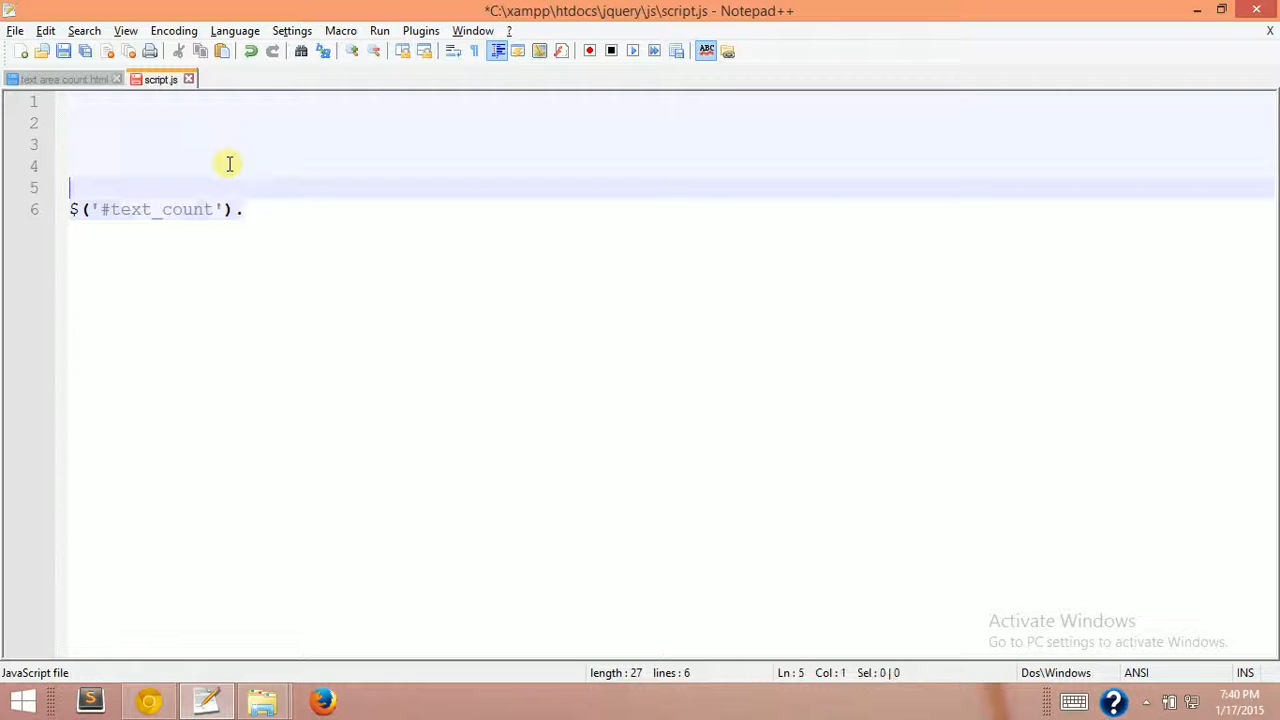 *C:\xampp\htdocs\jquery\js\script.js - Notepad++
File Edit Search View Encoding Language Settings Macro Run Plugins Window ?
X
ABC
text area count.html script.js
1
2
3
4
5
6 $('#text_count').
Activate Windows
Go to PC settings to activate Windows.
JavaScript file length : 27 lines : 6 Ln : 5 Col : 1 Sel : 0 | 0 Dos\Windows ANSI INS
7:40 PM
1/17/2015